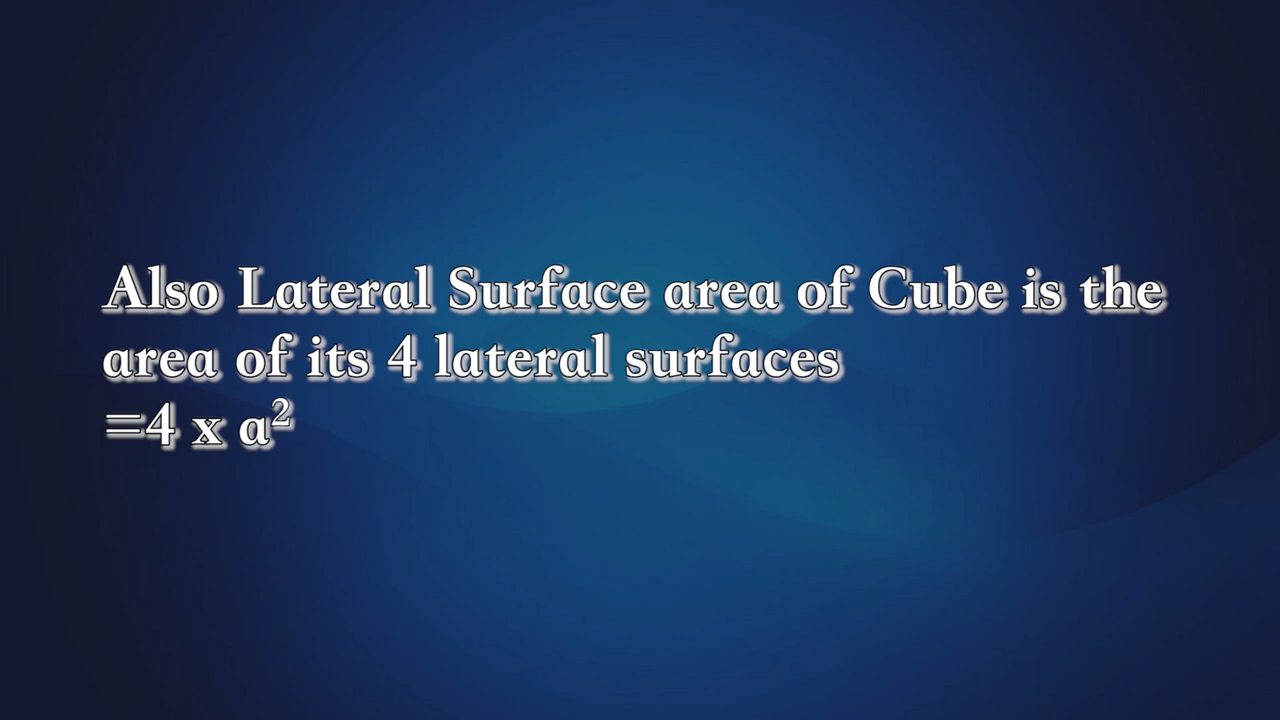 Also Lateral Surface area of Cube is the
area of its 4 lateral surfaces
=4 x a²